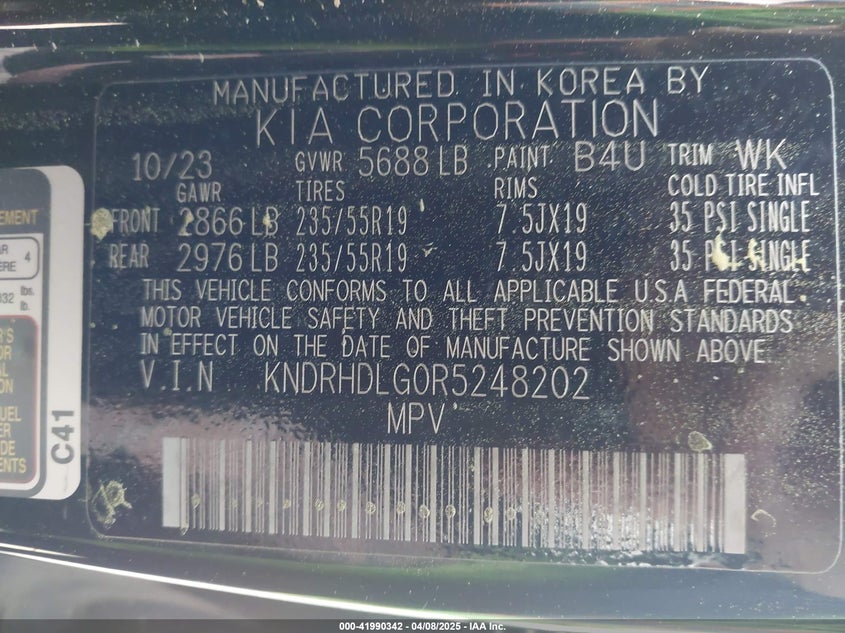 MANUFACTURED IN KOREA BY
KIA CORPORATION
10/23 GVWR 5688 LB PAINT B4U TRIM WK
GAWR TIRES RIMS COLD TIRE INFL
FRONT 2866 LB 235/55R19 7.5JX19 35 PSI SINGLE
REAR 2976 LB 235/55R19 7.5JX19 35 PSI SINGLE
THIS VEHICLE CONFORMS TO ALL APPLICABLE U.S.A FEDERAL
MOTOR VEHICLE SAFETY AND THEFT PREVENTION STANDARDS
IN EFFECT ON THE DATE OF MANUFACTURE SHOWN ABOVE.
V.I.N KNDRHDLG0R5248202
MPV
C41
4
lbs.
lb.
000-41990342 / 04/08/2025 - IAA Inc.